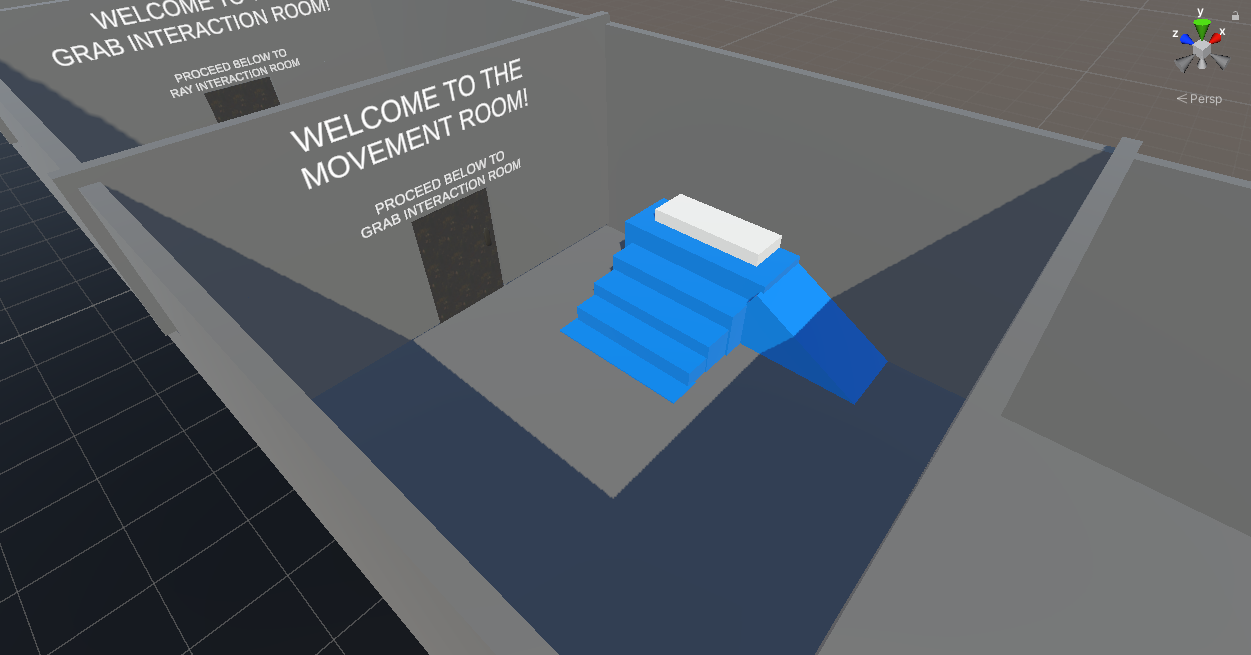 WELCOME TO
GRAB INTERACTION ROOM!
PROCEED BELOW TO
RAY INTERACTION ROOM
WELCOME TO THE
MOVEMENT ROOM!
PROCEED BELOW TO
GRAB INTERACTION ROOM
y
z
x
Persp